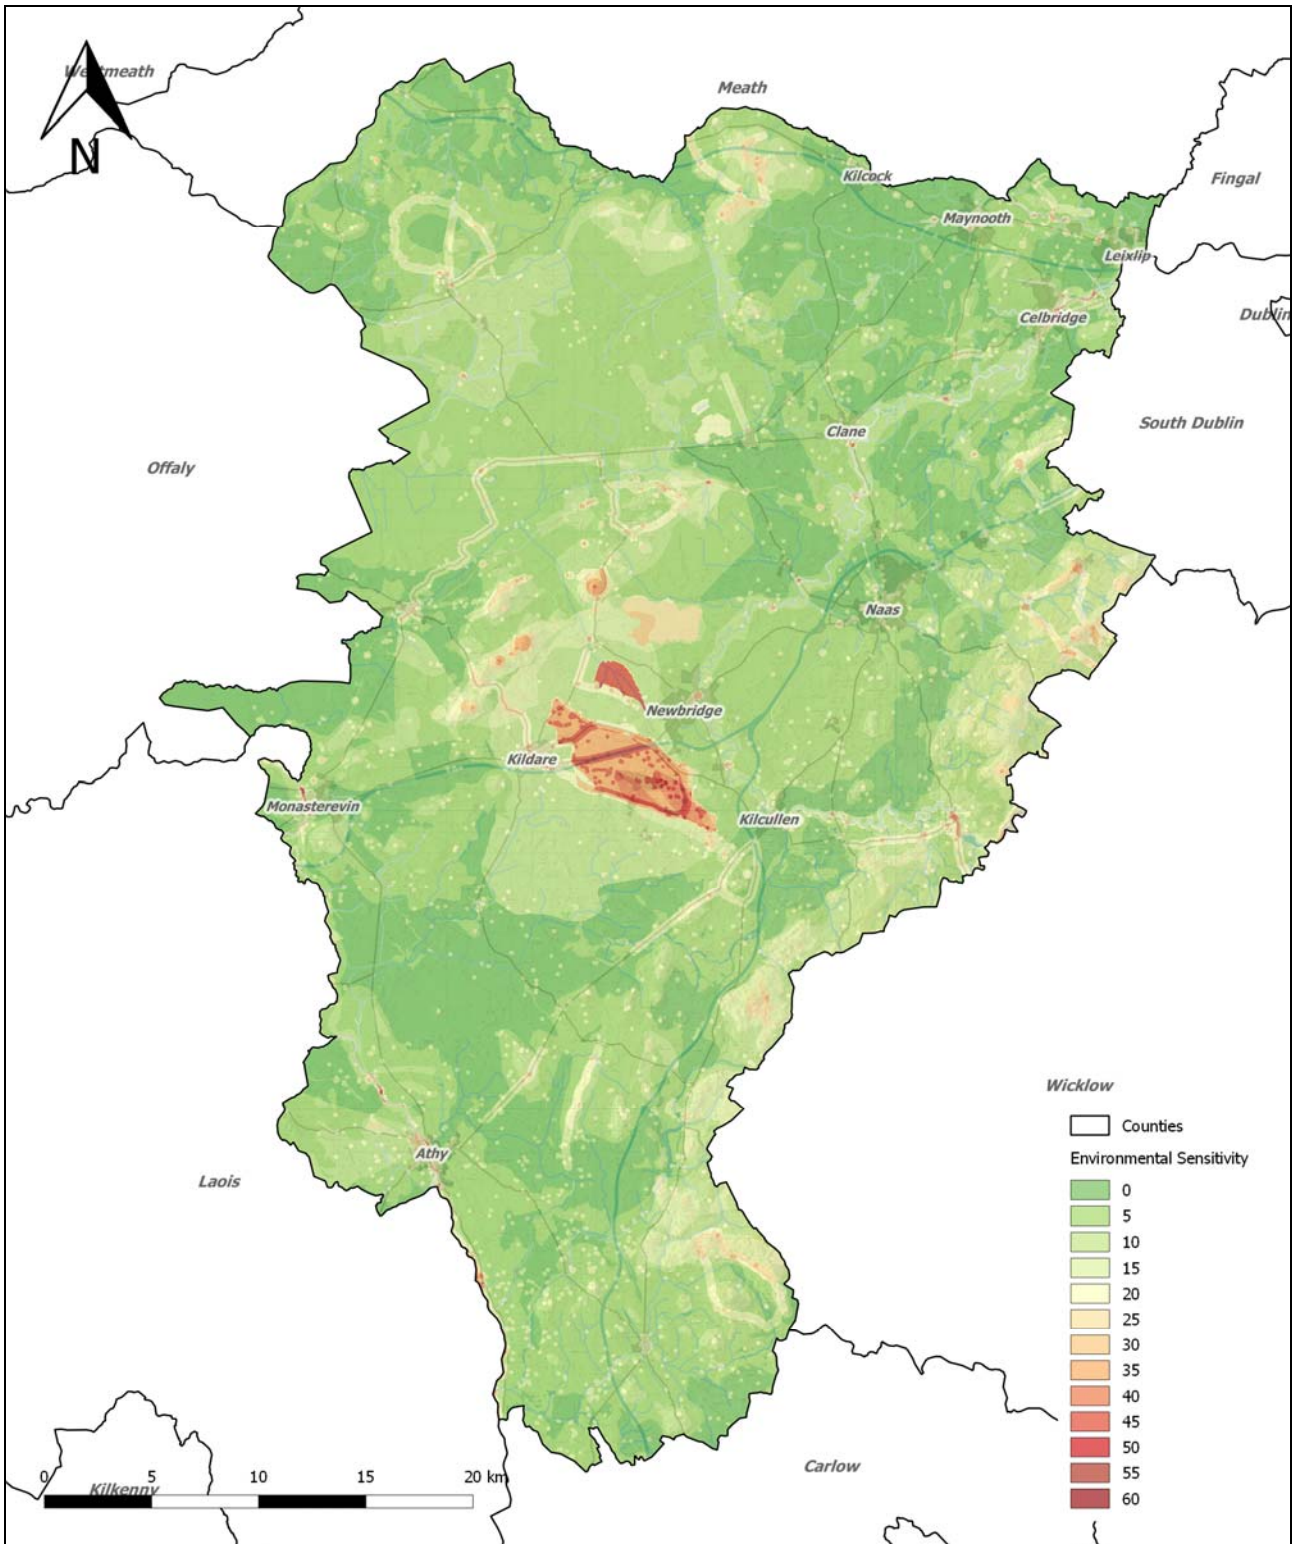 Westmeath
Meath
N
Kilcock
Fingal
Maynooth
Leixlip
Celbridge
Dublin
South Dublin
Clane
Offaly
Naas
Newbridge
Kildare
Monasterevin
Kilcullen
Wicklow
Counties
Environmental Sensitivity
Athy
Laois
0
5
10
15
20
25
30
35
40
45
50
55
60
Carlow
0 5 10 15 20 km
Kilkenny